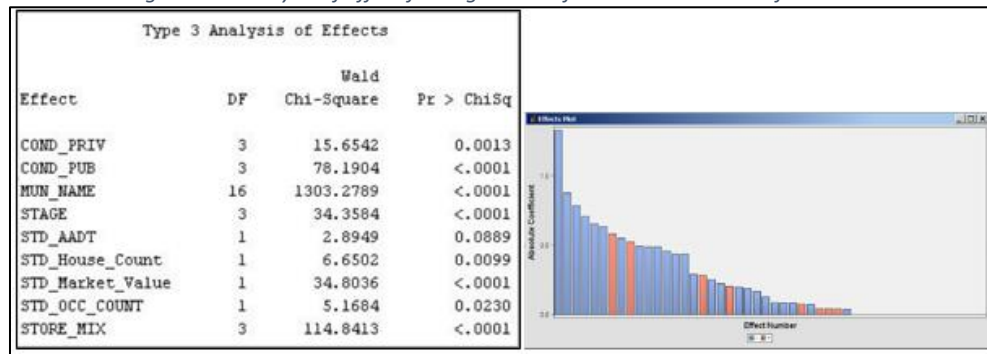 Type 3 Analysis of Effects
Wald
Effect DF Chi-Square Pr > ChiSq
COND_PRIV 3 15.6542 0.0013
COND_PUB 3 78.1904 <.0001
MUN_NAME 16 1303.2789 <.0001
STAGE 3 34.3584 <.0001
STD_AADT 1 2.8949 0.0889
STD_House_Count 1 6.6502 0.0099
STD_Market_Value 1 34.8036 <.0001
STD_OCC_COUNT 1 5.1684 0.0230
STORE_MIX 3 114.8413 <.0001
Effects Plot
Absolute Coefficient
Effect Number